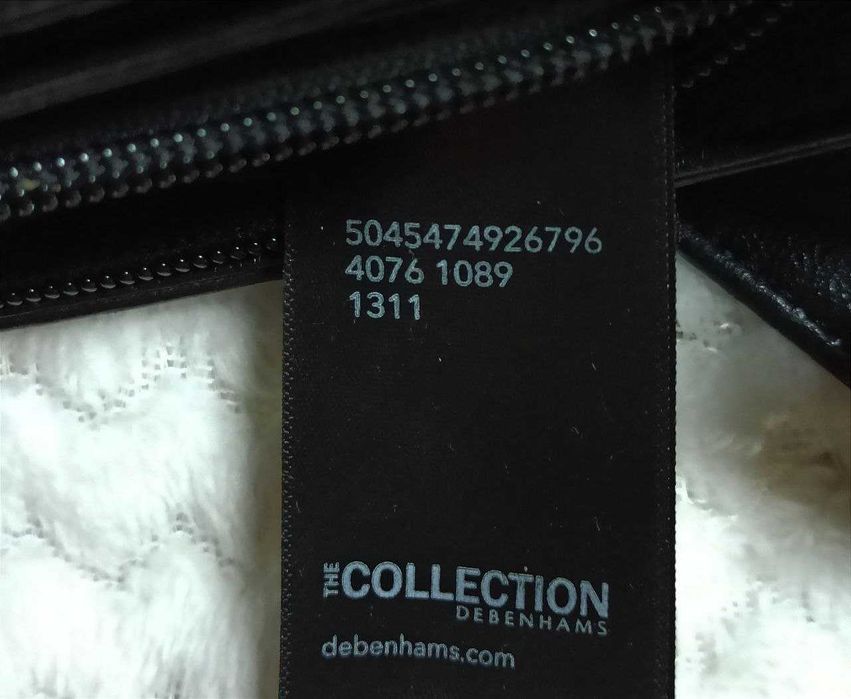 5045474926796
4076 1089
1311
THE COLLECTION
DEBENHAMS
debenhams.com